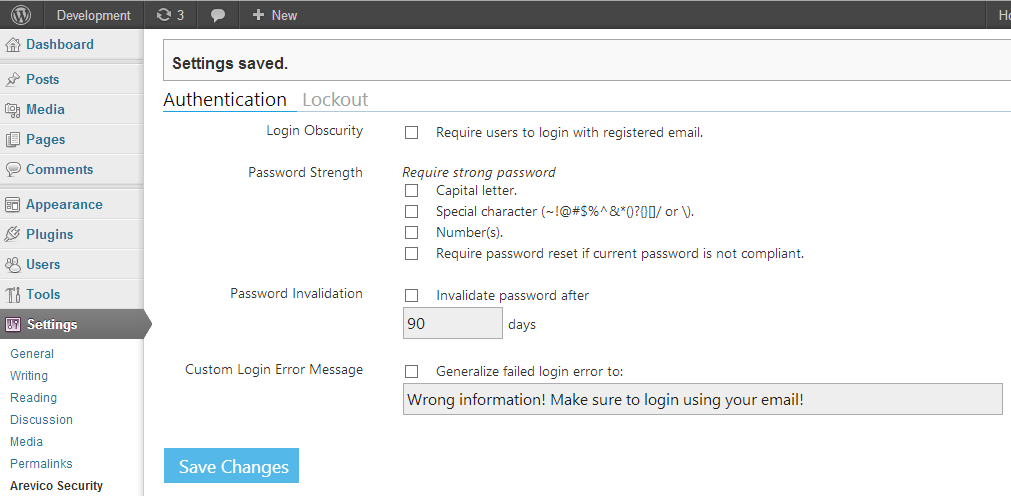 Development 3 New Ho
Dashboard
Posts
Media
Pages
Comments
Appearance
Plugins
Users
Tools
Settings
General
Writing
Reading
Discussion
Media
Permalinks
Arevico Security
Settings saved.
Authentication Lockout
Login Obscurity Require users to login with registered email.
Password Strength Require strong password
Capital letter.
Special character (~!@#$%^&*()?{}[]/ or \).
Number(s).
Require password reset if current password is not compliant.
Password Invalidation Invalidate password after
90 days
Custom Login Error Message Generalize failed login error to:
Wrong information! Make sure to login using your email!
Save Changes